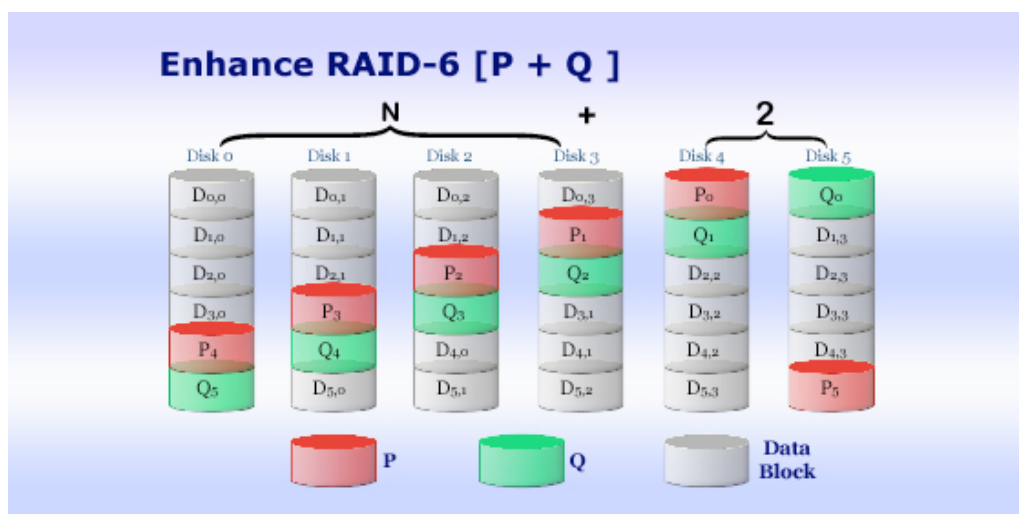 Enhance RAID-6 [P + Q ]
N + 2
Disk 0 Disk 1 Disk 2 Disk 3 Disk 4 Disk 5
D0,0 D0,1 D0,2 D0,3 P0 Q0
D1,0 D1,1 D1,2 P1 Q1 D1,3
D2,0 D2,1 P2 Q2 D2,2 D2,3
D3,0 P3 Q3 D3,1 D3,2 D3,3
P4 Q4 D4,0 D4,1 D4,2 D4,3
Q5 D5,0 D5,1 D5,2 D5,3 P5
P Q Data
Block